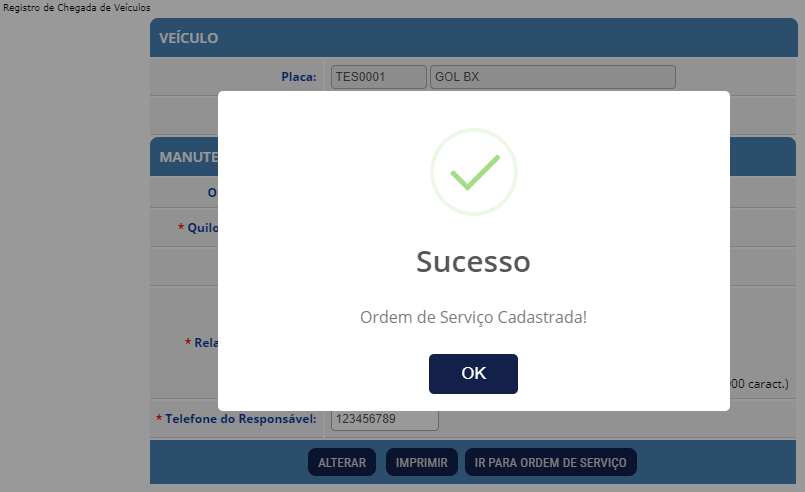 Registro de Chegada de Veículos
VEÍCULO
Placa: TES0001 GOL BX
MANUTE
O
* Quilo
Sucesso
Ordem de Serviço Cadastrada!
* Rela
OK
00 caract.)
* Telefone do Responsável: 123456789
ALTERAR IMPRIMIR IR PARA ORDEM DE SERVIÇO